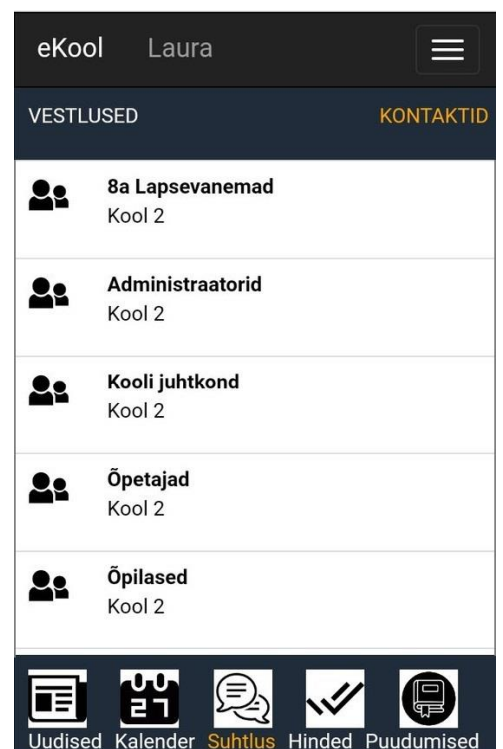 eKool Laura
VESTLUSED KONTAKTID
8a Lapsevanemad
Kool 2
Administraatorid
Kool 2
Kooli juhtkond
Kool 2
Õpetajad
Kool 2
Õpilased
Kool 2
27
Uudised Kalender Suhtlus Hinded Puudumised